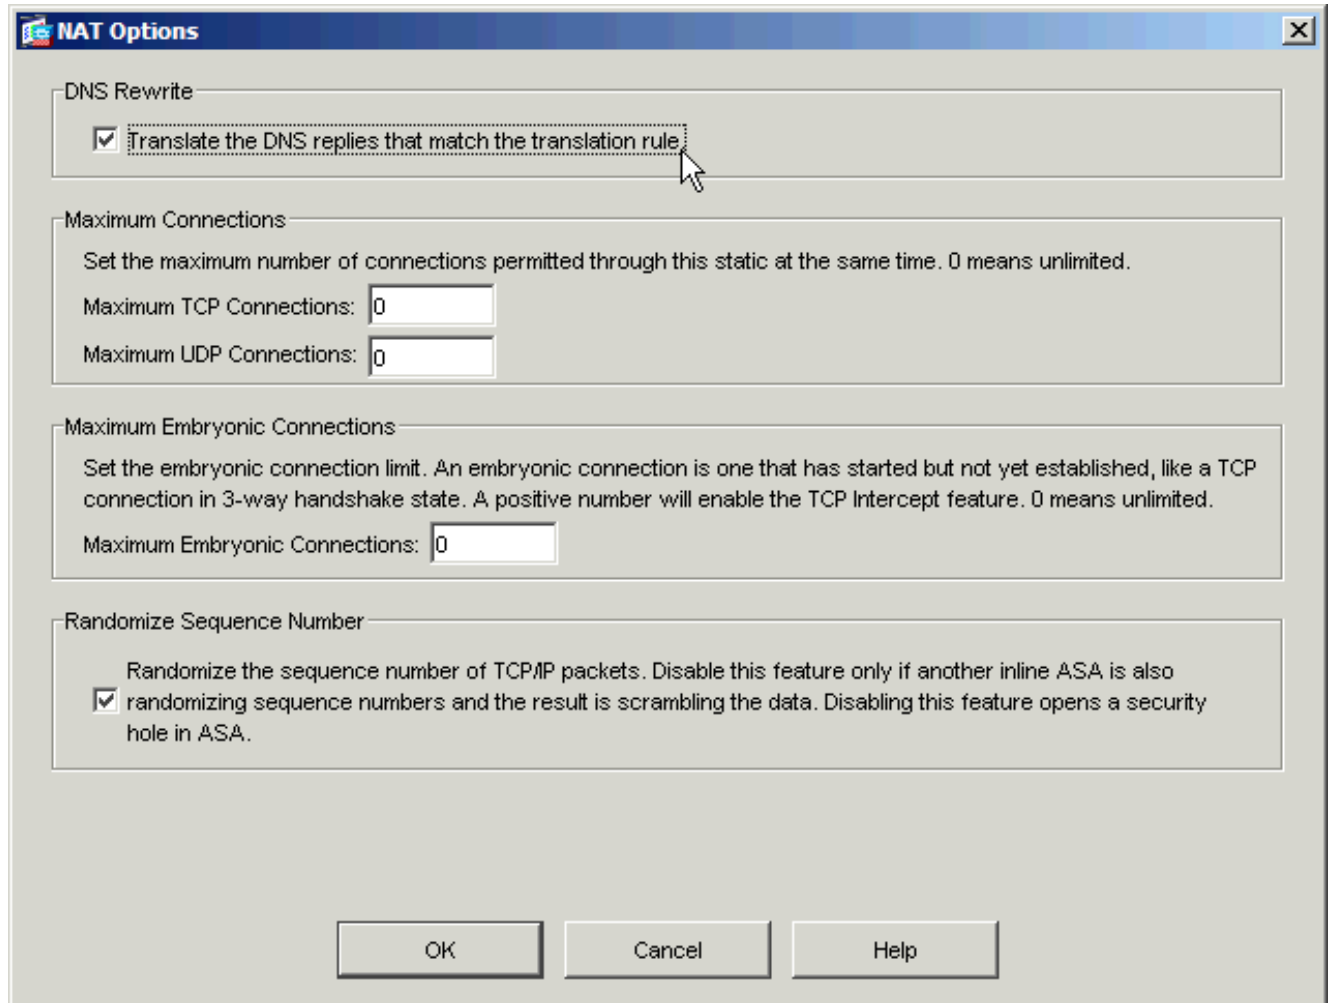 NAT Options
DNS Rewrite
Translate the DNS replies that match the translation rule.
Maximum Connections
Set the maximum number of connections permitted through this static at the same time. 0 means unlimited.
Maximum TCP Connections: 0
Maximum UDP Connections: 0
Maximum Embryonic Connections
Set the embryonic connection limit. An embryonic connection is one that has started but not yet established, like a TCP
connection in 3-way handshake state. A positive number will enable the TCP Intercept feature. 0 means unlimited.
Maximum Embryonic Connections: 0
Randomize Sequence Number
Randomize the sequence number of TCP/IP packets. Disable this feature only if another inline ASA is also
randomizing sequence numbers and the result is scrambling the data. Disabling this feature opens a security
hole in ASA.
OK Cancel Help